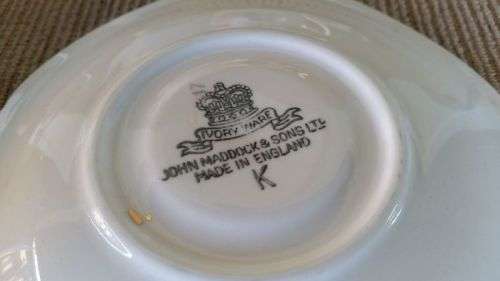 IVORY WARE
JOHN MADDOCK & SONS LTD
MADE IN ENGLAND
K